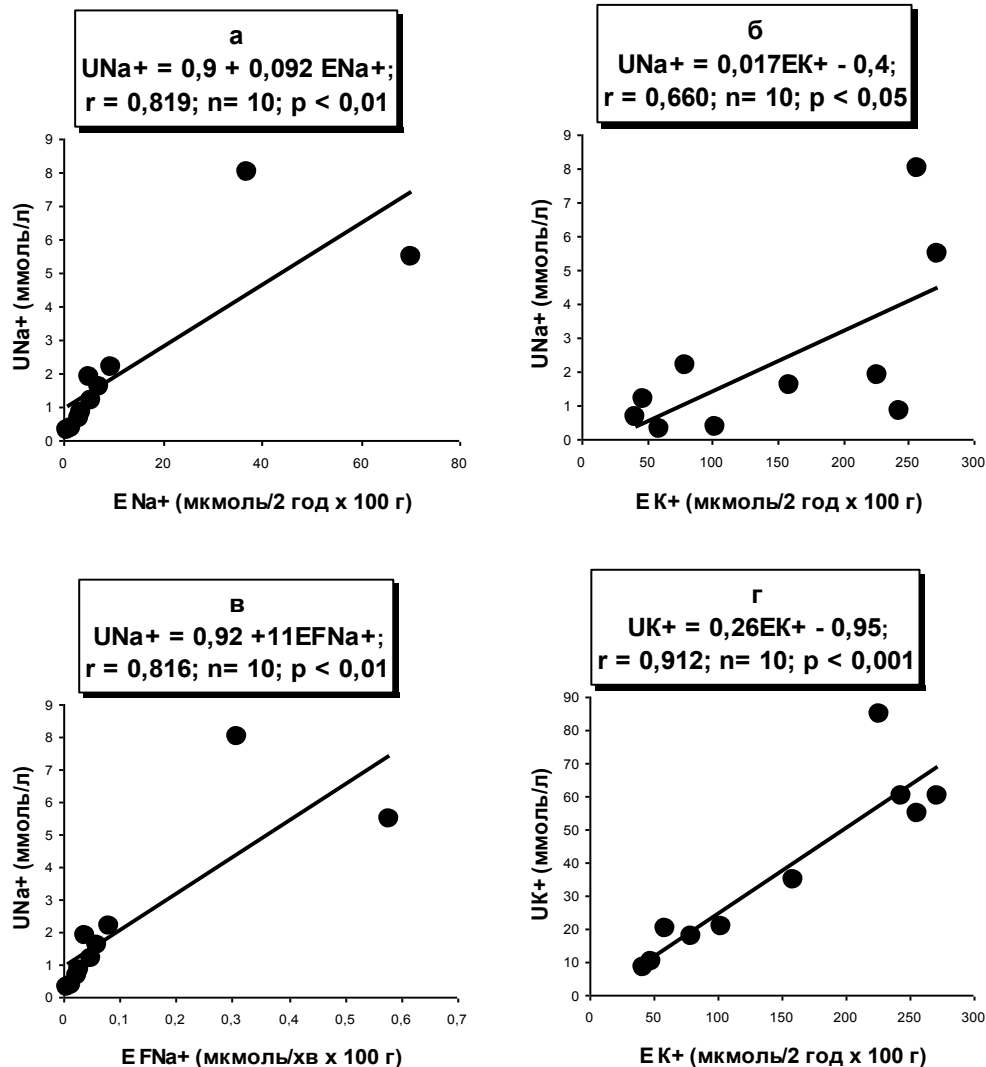 а
UNa+ = 0,9 + 0,092 ENa+;
r = 0,819; n= 10; p < 0,01
9
8
7
6
5
4
3
2
1
0
UNa+ (ммоль/л)
0 20 40 60 80
E Na+ (мкмоль/2 год х 100 г)
б
UNa+ = 0,017EК+ - 0,4;
r = 0,660; n= 10; p < 0,05
9
8
7
6
5
4
3
2
1
0
UNa+ (ммоль/л)
0 50 100 150 200 250 300
E К+ (мкмоль/2 год х 100 г)
в
UNa+ = 0,92 +11EFNa+;
r = 0,816; n= 10; p < 0,01
9
8
7
6
5
4
3
2
1
0
UNa+ (ммоль/л)
0 0,1 0,2 0,3 0,4 0,5 0,6 0,7
E FNa+ (мкмоль/хв х 100 г)
г
UК+ = 0,26EК+ - 0,95;
r = 0,912; n= 10; p < 0,001
90
80
70
60
50
40
30
20
10
0
UК+ (ммоль/л)
0 50 100 150 200 250 300
E К+ (мкмоль/2 год х 100 г)